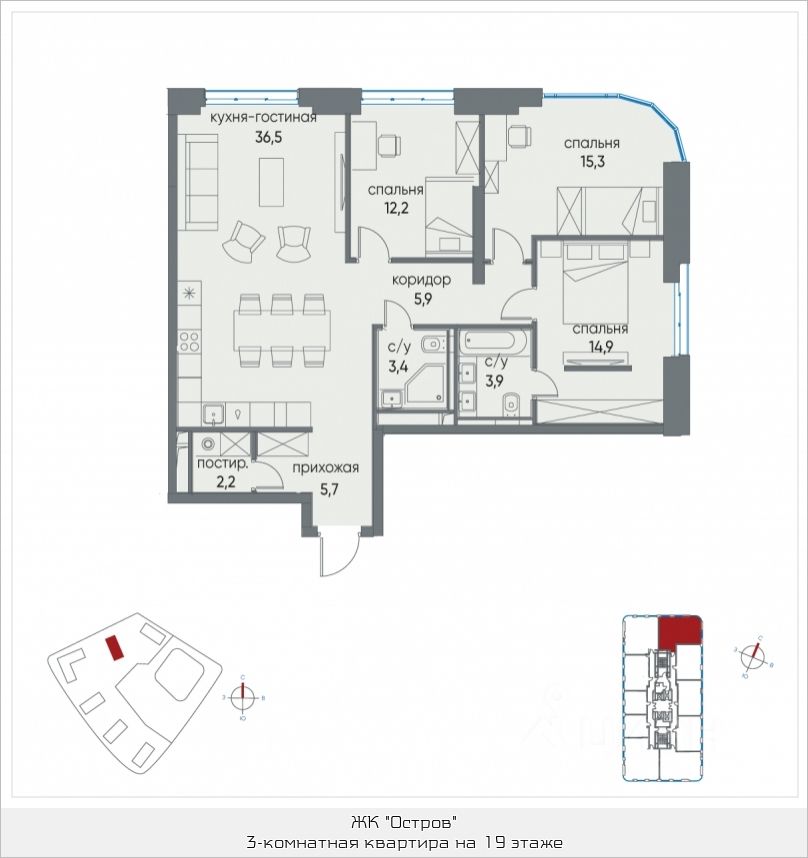 кухня-гостиная
36,5
спальня
12,2
спальня
15,3
коридор
5,9
спальня
14,9
с/у
3,4
с/у
3,9
постир.
2,2
прихожая
5,7
С
З В
Ю
С
З В
Ю
ЖК "Остров"
3-комнатная квартира на 19 этаже